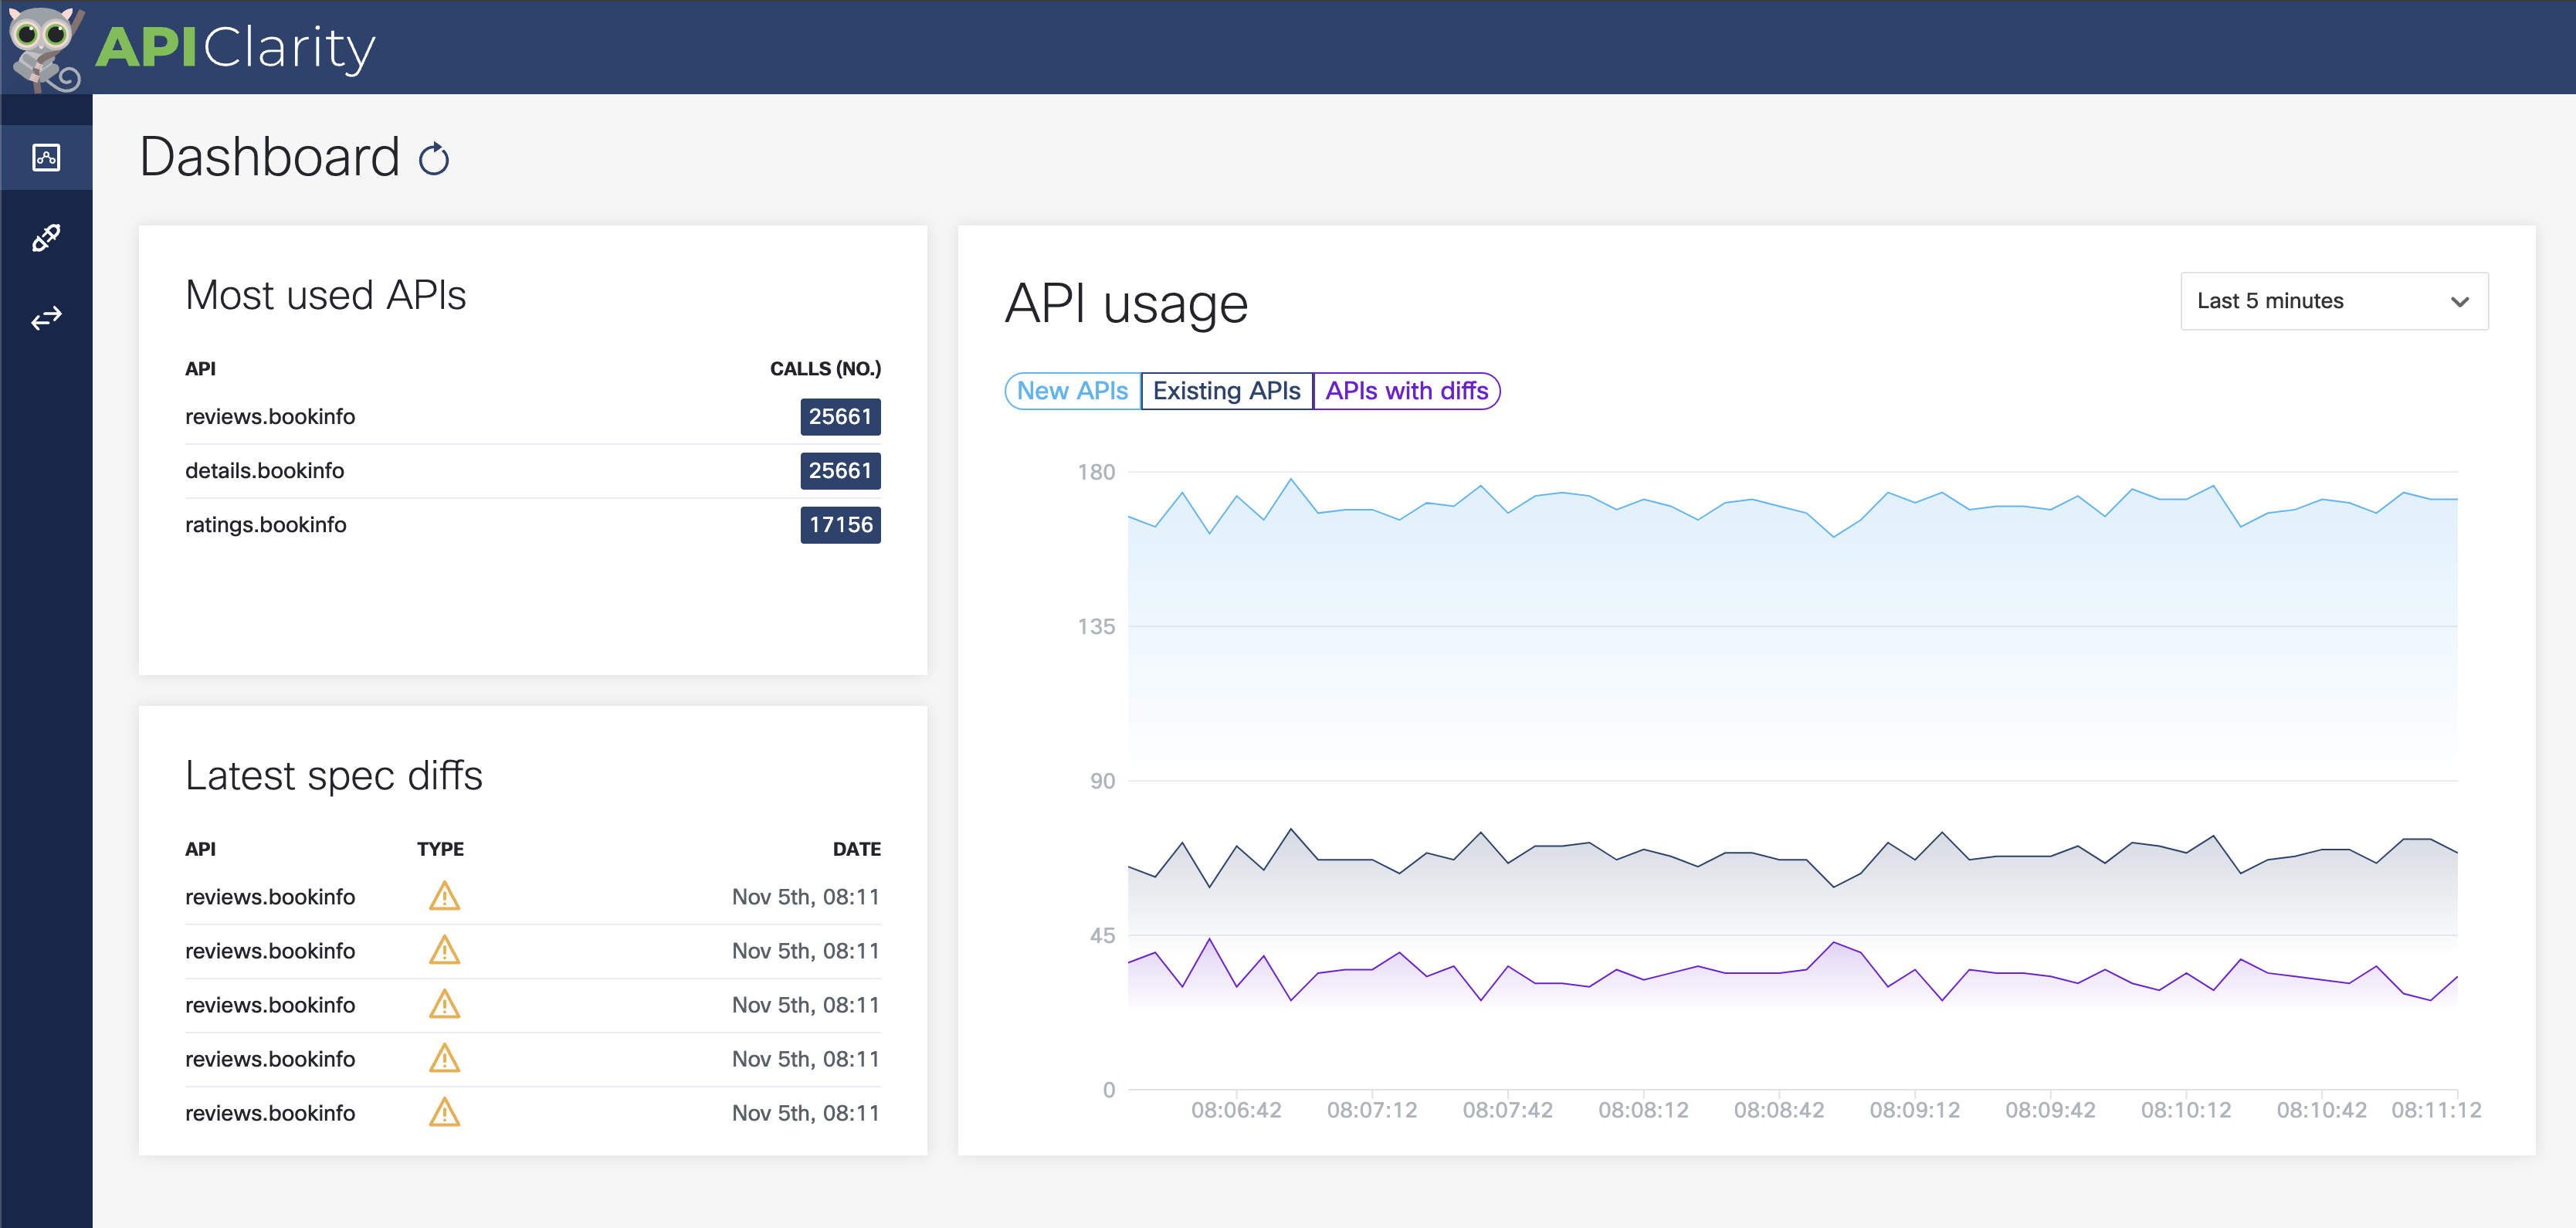 APIClarity
Dashboard
Most used APIs
API CALLS (NO.)
reviews.bookinfo 25661
details.bookinfo 25661
ratings.bookinfo 17156
Latest spec diffs
API TYPE DATE
reviews.bookinfo Nov 5th, 08:11
reviews.bookinfo Nov 5th, 08:11
reviews.bookinfo Nov 5th, 08:11
reviews.bookinfo Nov 5th, 08:11
reviews.bookinfo Nov 5th, 08:11
API usage
Last 5 minutes
New APIs Existing APIs APIs with diffs
180
135
90
45
0
08:06:42 08:07:12 08:07:42 08:08:12 08:08:42 08:09:12 08:09:42 08:10:12 08:10:42 08:11:12